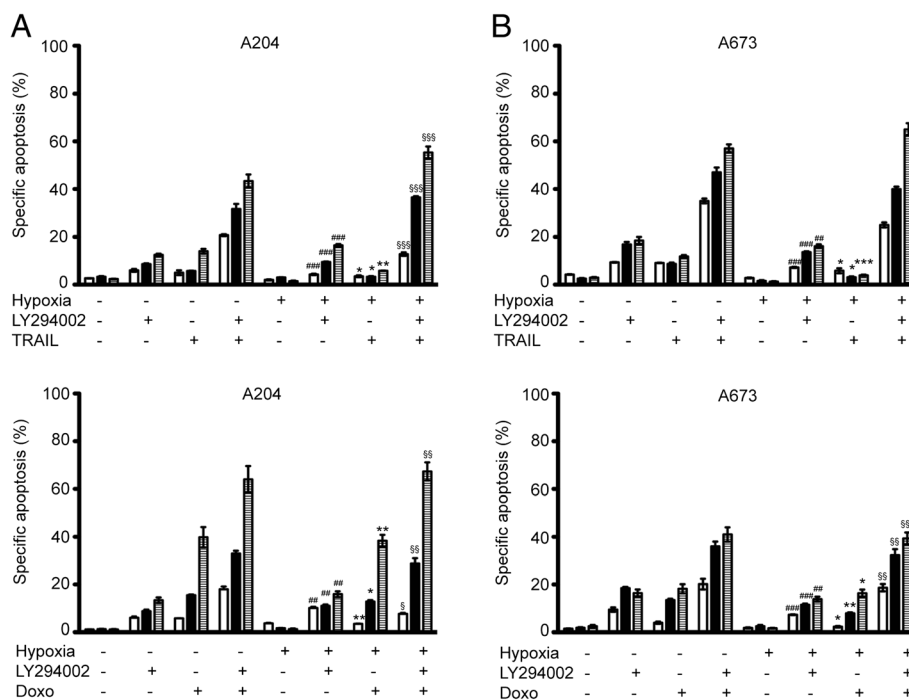 A
A204
Specific apoptosis (%)
100
80
60
40
20
0
### ### ###
* * **
§§§ §§§ §§§
Hypoxia - - - - + + + +
LY294002 - + - + - + - +
TRAIL - - + + - - + +
B
A673
Specific apoptosis (%)
100
80
60
40
20
0
### ### ##
* * ***
Hypoxia - - - - + + + +
LY294002 - + - + - + - +
TRAIL - - + + - - + +
A204
Specific apoptosis (%)
100
80
60
40
20
0
## ## ##
** * **
§ §§ §§
Hypoxia - - - - + + + +
LY294002 - + - + - + - +
Doxo - - + + - - + +
A673
Specific apoptosis (%)
100
80
60
40
20
0
### ### ##
* ** *
§§ §§ §§
Hypoxia - - - - + + + +
LY294002 - + - + - + - +
Doxo - - + + - - + +